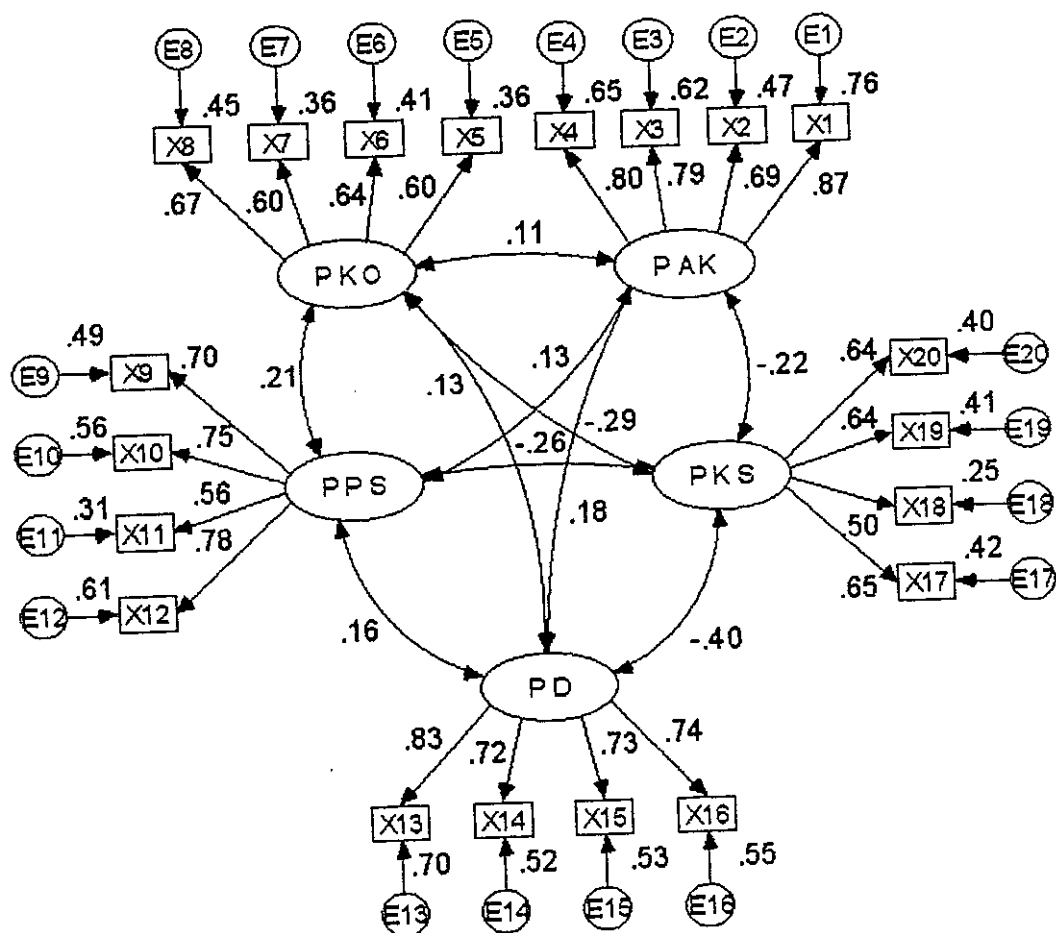 E8 E7 E6 E5 E4 E3 E2 E1
.45 .36 .41 .36 .65 .62 .47 .76
X8 X7 X6 X5 X4 X3 X2 X1
.67 .60 .64 .60 .80 .79 .69 .87
.11
PKO PAK
.49 .70 .64 .40
E9 X9 X20 E20
.21 .13 .13 -.22
.56 .75 -.29 .64 .41
E10 X10 X19 E19
-.26
PPS PKS
.31 .56 .18 .50 .25
E11 X11 X18 E18
.61 .78 .65 .42
E12 X12 X17 E17
.16 -.40
PD
.83 .72 .73 .74
X13 X14 X15 X16
.70 .52 .53 .55
E13 E14 E15 E16